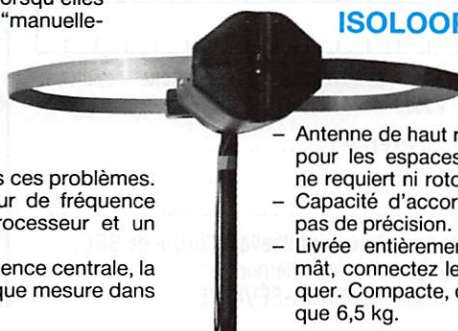 “manuelle-
ISOLOOP
s ces problèmes.
ur de fréquence
rocesseur et un
ence centrale, la
que mesure dans
– Antenne de haut r
pour les espaces
ne requiert ni roto
– Capacité d’accor
pas de précision.
– Livrée entièremen
mât, connectez le
quer. Compacte, c
que 6,5 kg.